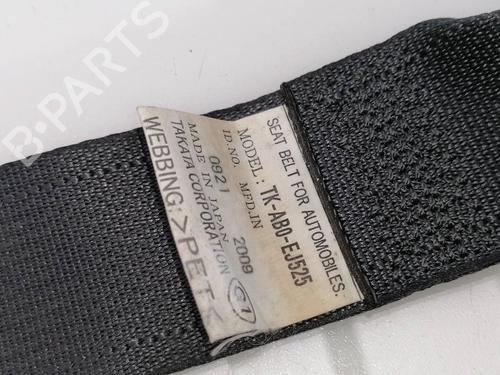 SEAT BELT FOR AUTOMOBILES.
MODEL: TK-AB0-EJ525
ID.NO. MFD.IN 2009
0921
MADE IN JAPAN
TAKATA CORPORATION
G1
WEBBING:>PET<
B-PARTS